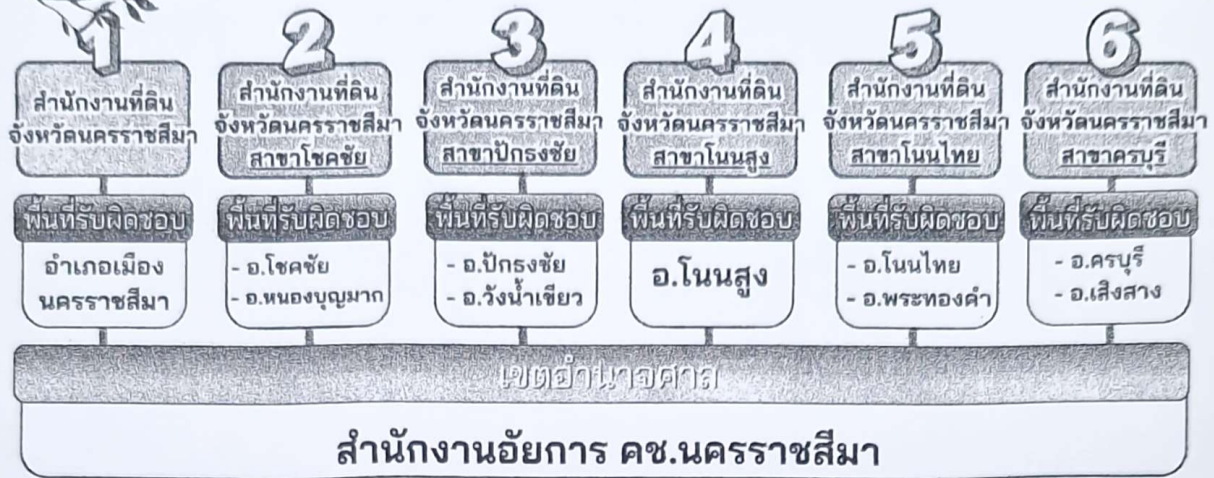 1
สำนักงานที่ดิน
จังหวัดนครราชสีมา
พื้นที่รับผิดชอบ
อำเภอเมือง
นครราชสีมา
2
สำนักงานที่ดิน
จังหวัดนครราชสีมา
สาขาโชคชัย
พื้นที่รับผิดชอบ
- อ.โชคชัย
- อ.หนองบุญมาก
3
สำนักงานที่ดิน
จังหวัดนครราชสีมา
สาขาปักธงชัย
พื้นที่รับผิดชอบ
- อ.ปักธงชัย
- อ.วังน้ำเขียว
4
สำนักงานที่ดิน
จังหวัดนครราชสีมา
สาขาโนนสูง
พื้นที่รับผิดชอบ
อ.โนนสูง
5
สำนักงานที่ดิน
จังหวัดนครราชสีมา
สาขาโนนไทย
พื้นที่รับผิดชอบ
- อ.โนนไทย
- อ.พระทองคำ
6
สำนักงานที่ดิน
จังหวัดนครราชสีมา
สาขาครบุรี
พื้นที่รับผิดชอบ
- อ.ครบุรี
- อ.เสิงสาง
เขตอำนาจศาล
สำนักงานอัยการ คช.นครราชสีมา